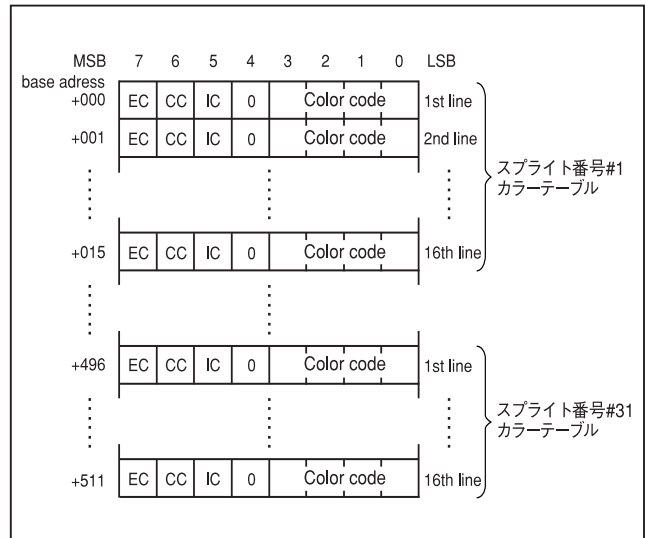 MSB 7 6 5 4 3 2 1 0 LSB
base adress
+000 EC CC IC 0 Color code 1st line
+001 EC CC IC 0 Color code 2nd line
スプライト番号#1
カラーテーブル
+015 EC CC IC 0 Color code 16th line
+496 EC CC IC 0 Color code 1st line
スプライト番号#31
カラーテーブル
+511 EC CC IC 0 Color code 16th line